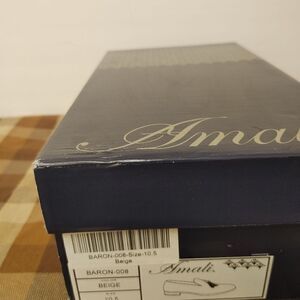 Amali
BARON-008-Size-10.5
Beige
BARON-008
BEIGE
10.5
Amali.